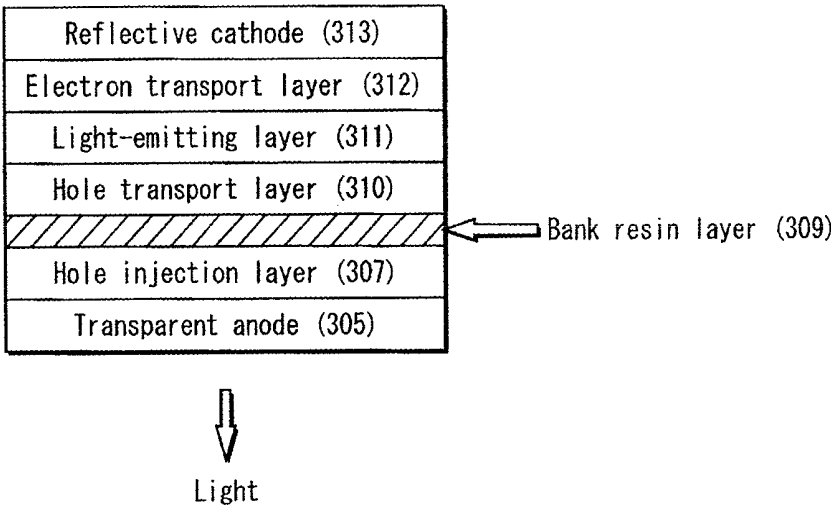 Reflective cathode (313)
Electron transport layer (312)
Light-emitting layer (311)
Hole transport layer (310)
Bank resin layer (309)
Hole injection layer (307)
Transparent anode (305)
Light